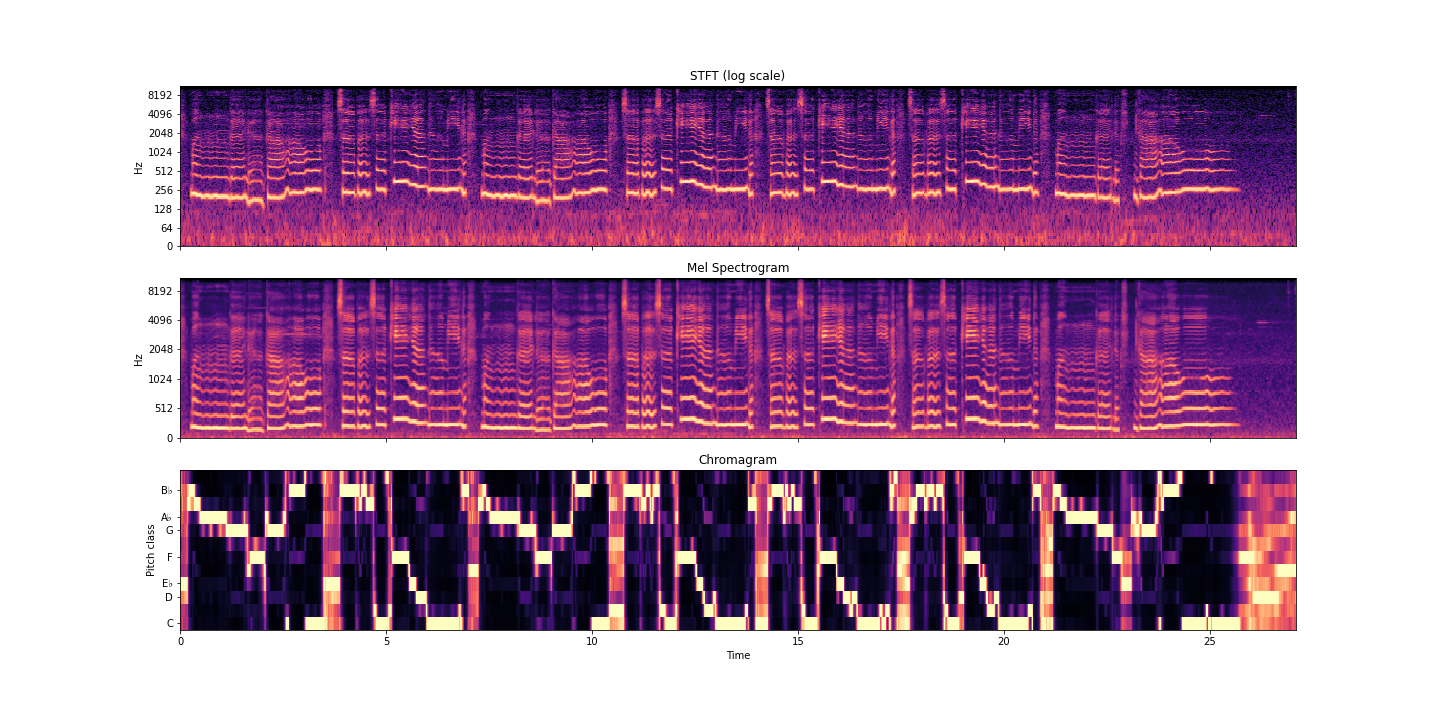 STFT (log scale)
8192
4096
2048
1024
512
256
128
64
0
Hz
Mel Spectrogram
8192
4096
2048
1024
512
0
Hz
Chromagram
B♭
A♭
G
F
E♭
D
C
Pitch class
0 5 10 15 20 25
Time